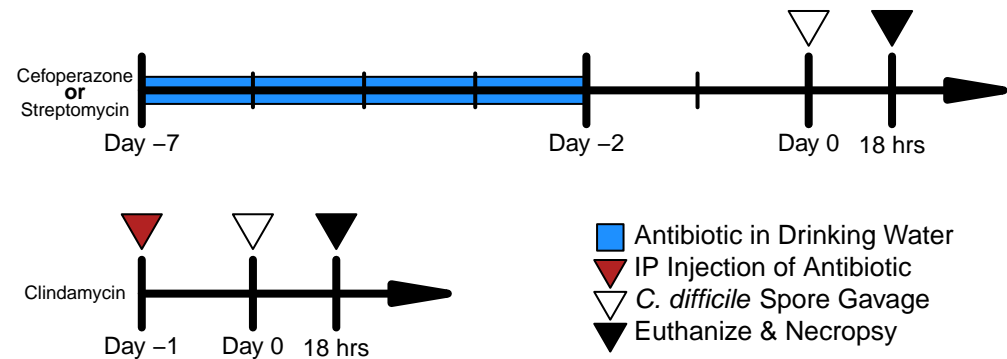 Cefoperazone
or
Streptomycin
Day −7
Day −2
Day 0
18 hrs
Clindamycin
Day −1
Day 0
18 hrs
Antibiotic in Drinking Water
IP Injection of Antibiotic
C. difficile Spore Gavage
Euthanize & Necropsy